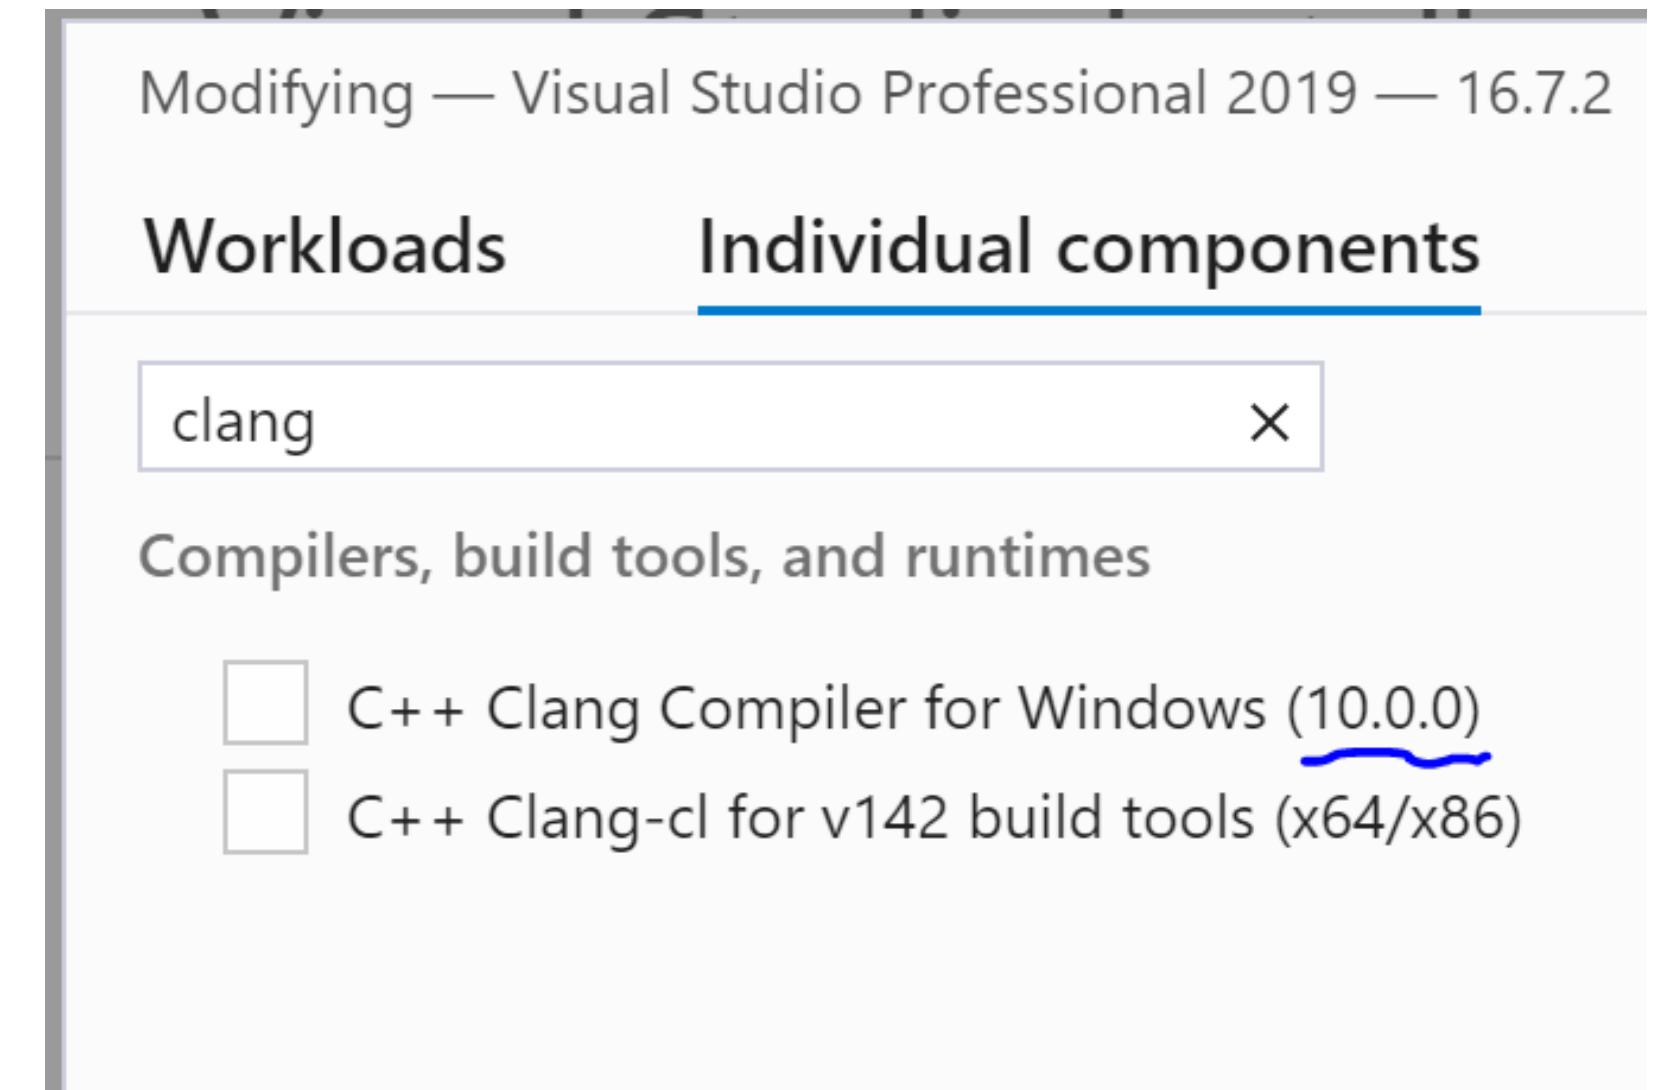 Modifying — Visual Studio Professional 2019 — 16.7.2
Workloads Individual components
clang
Compilers, build tools, and runtimes
C++ Clang Compiler for Windows (10.0.0)
C++ Clang-cl for v142 build tools (x64/x86)